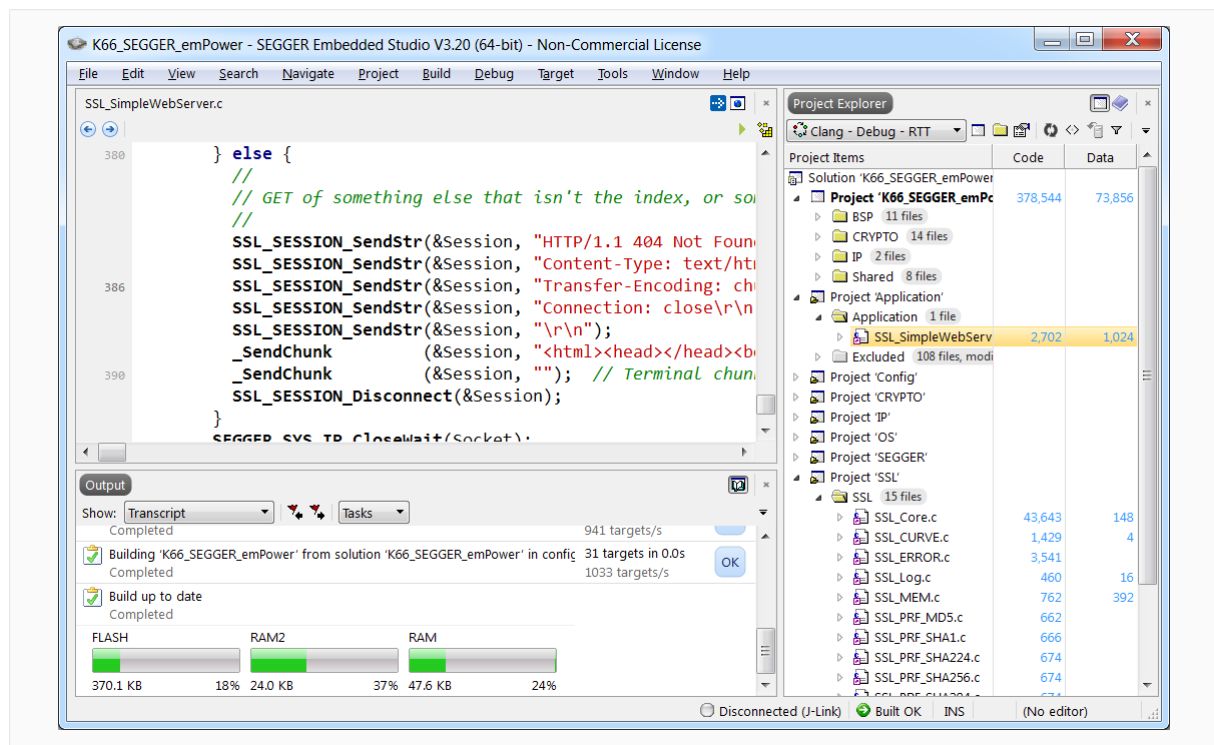 K66_SEGGER_emPower - SEGGER Embedded Studio V3.20 (64-bit) - Non-Commercial License
File Edit View Search Navigate Project Build Debug Target Tools Window Help
SSL_SimpleWebServer.c
380 } else {
//
// GET of something else that isn't the index, or so
//
SSL_SESSION_SendStr(&Session, "HTTP/1.1 404 Not Foun
SSL_SESSION_SendStr(&Session, "Content-Type: text/ht
386 SSL_SESSION_SendStr(&Session, "Transfer-Encoding: ch
SSL_SESSION_SendStr(&Session, "Connection: close\r\n
SSL_SESSION_SendStr(&Session, "\r\n");
_SendChunk (&Session, "<html><head></head><b
390 _SendChunk (&Session, ""); // Terminal chun
SSL_SESSION_Disconnect(&Session);
}
SEGGER_SYS_IP_CloseWait(Socket);
Output
Show: Transcript Tasks
Completed 941 targets/s
Building 'K66_SEGGER_emPower' from solution 'K66_SEGGER_emPower' in config 31 targets in 0.0s
Completed 1033 targets/s
OK
Build up to date
Completed
FLASH RAM2 RAM
370.1 KB 18% 24.0 KB 37% 47.6 KB 24%
Project Explorer
Clang - Debug - RTT
Project Items Code Data
Solution 'K66_SEGGER_emPower
Project 'K66_SEGGER_emPo 378,544 73,856
BSP 11 files
CRYPTO 14 files
IP 2 files
Shared 8 files
Project 'Application'
Application 1 file
SSL_SimpleWebServ 2,702 1,024
Excluded 108 files, modi
Project 'Config'
Project 'CRYPTO'
Project 'IP'
Project 'OS'
Project 'SEGGER'
Project 'SSL'
SSL 15 files
SSL_Core.c 43,643 148
SSL_CURVE.c 1,429 4
SSL_ERROR.c 3,541
SSL_Log.c 460 16
SSL_MEM.c 762 392
SSL_PRF_MD5.c 662
SSL_PRF_SHA1.c 666
SSL_PRF_SHA224.c 674
SSL_PRF_SHA256.c 674
SSL_PRF_SHA384.c 674
Disconnected (J-Link) Built OK INS (No editor)